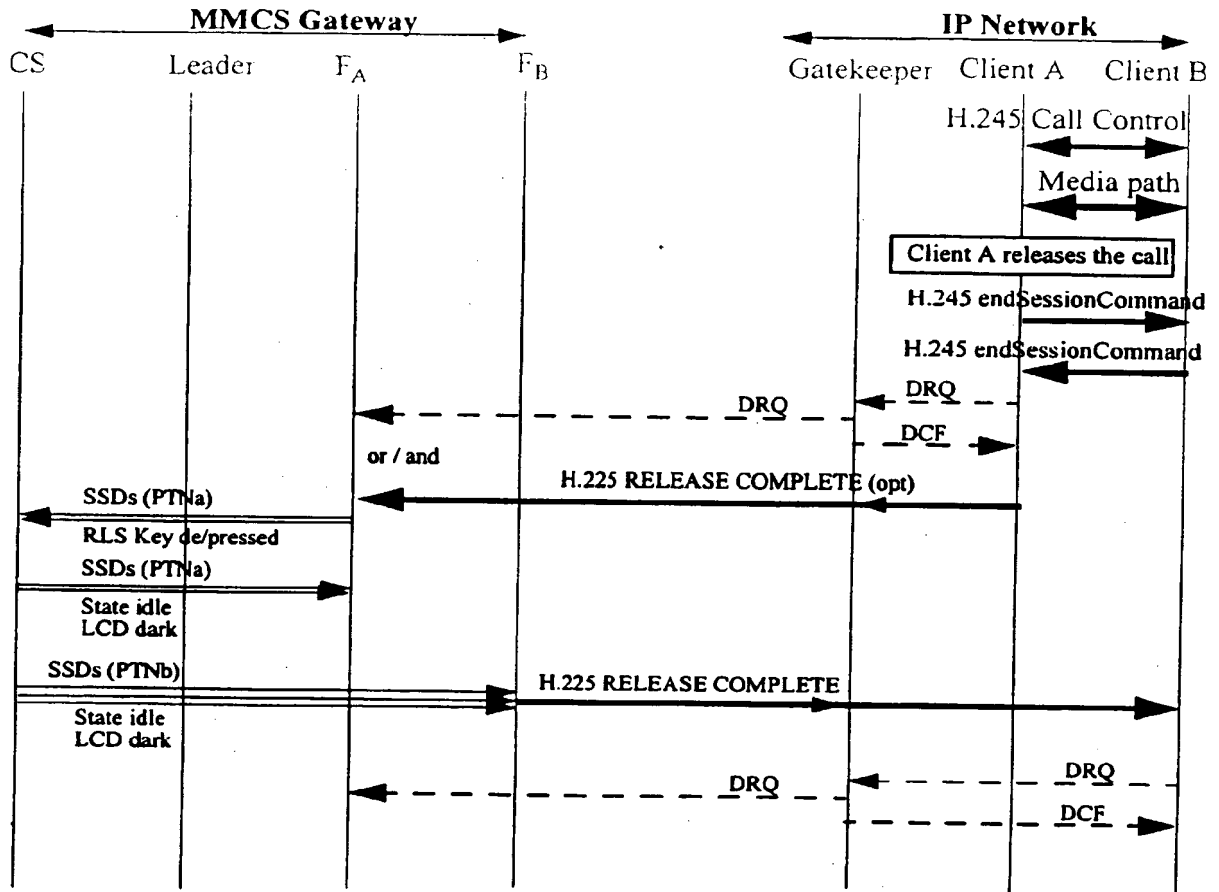 MMCS Gateway
IP Network
CS
Leader
FA
FB
Gatekeeper
Client A
Client B
H.245 Call Control
Media path
Client A releases the call
H.245 endSessionCommand
H.245 endSessionCommand
DRQ
DRQ
DCF
or / and
H.225 RELEASE COMPLETE (opt)
SSDs (PTNa)
RLS Key de/pressed
SSDs (PTNa)
State idle
LCD dark
SSDs (PTNb)
H.225 RELEASE COMPLETE
State idle
LCD dark
DRQ
DRQ
DCF